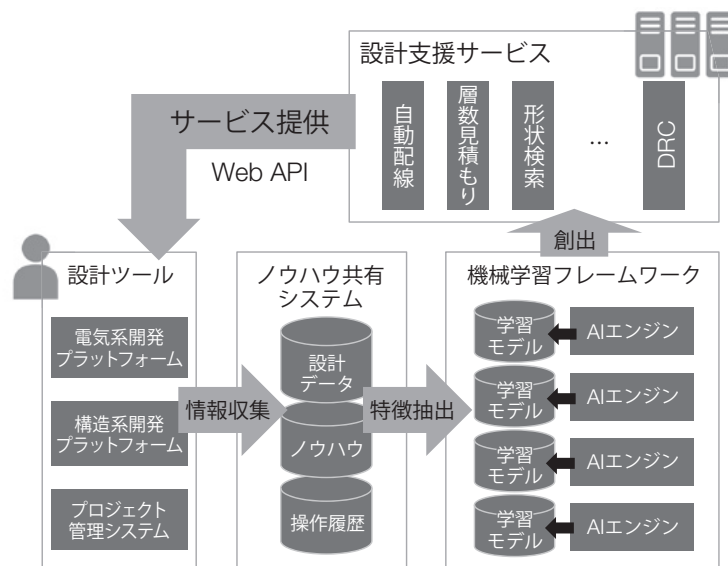 設計支援サービス
自動配線
層数見積もり
形状検索
…
DRC
サービス提供
Web API
創出
設計ツール
電気系開発
プラットフォーム
構造系開発
プラットフォーム
プロジェクト
管理システム
情報収集
ノウハウ共有
システム
設計
データ
ノウハウ
操作履歴
特徴抽出
機械学習フレームワーク
学習
モデル
AIエンジン
学習
モデル
AIエンジン
学習
モデル
AIエンジン
学習
モデル
AIエンジン